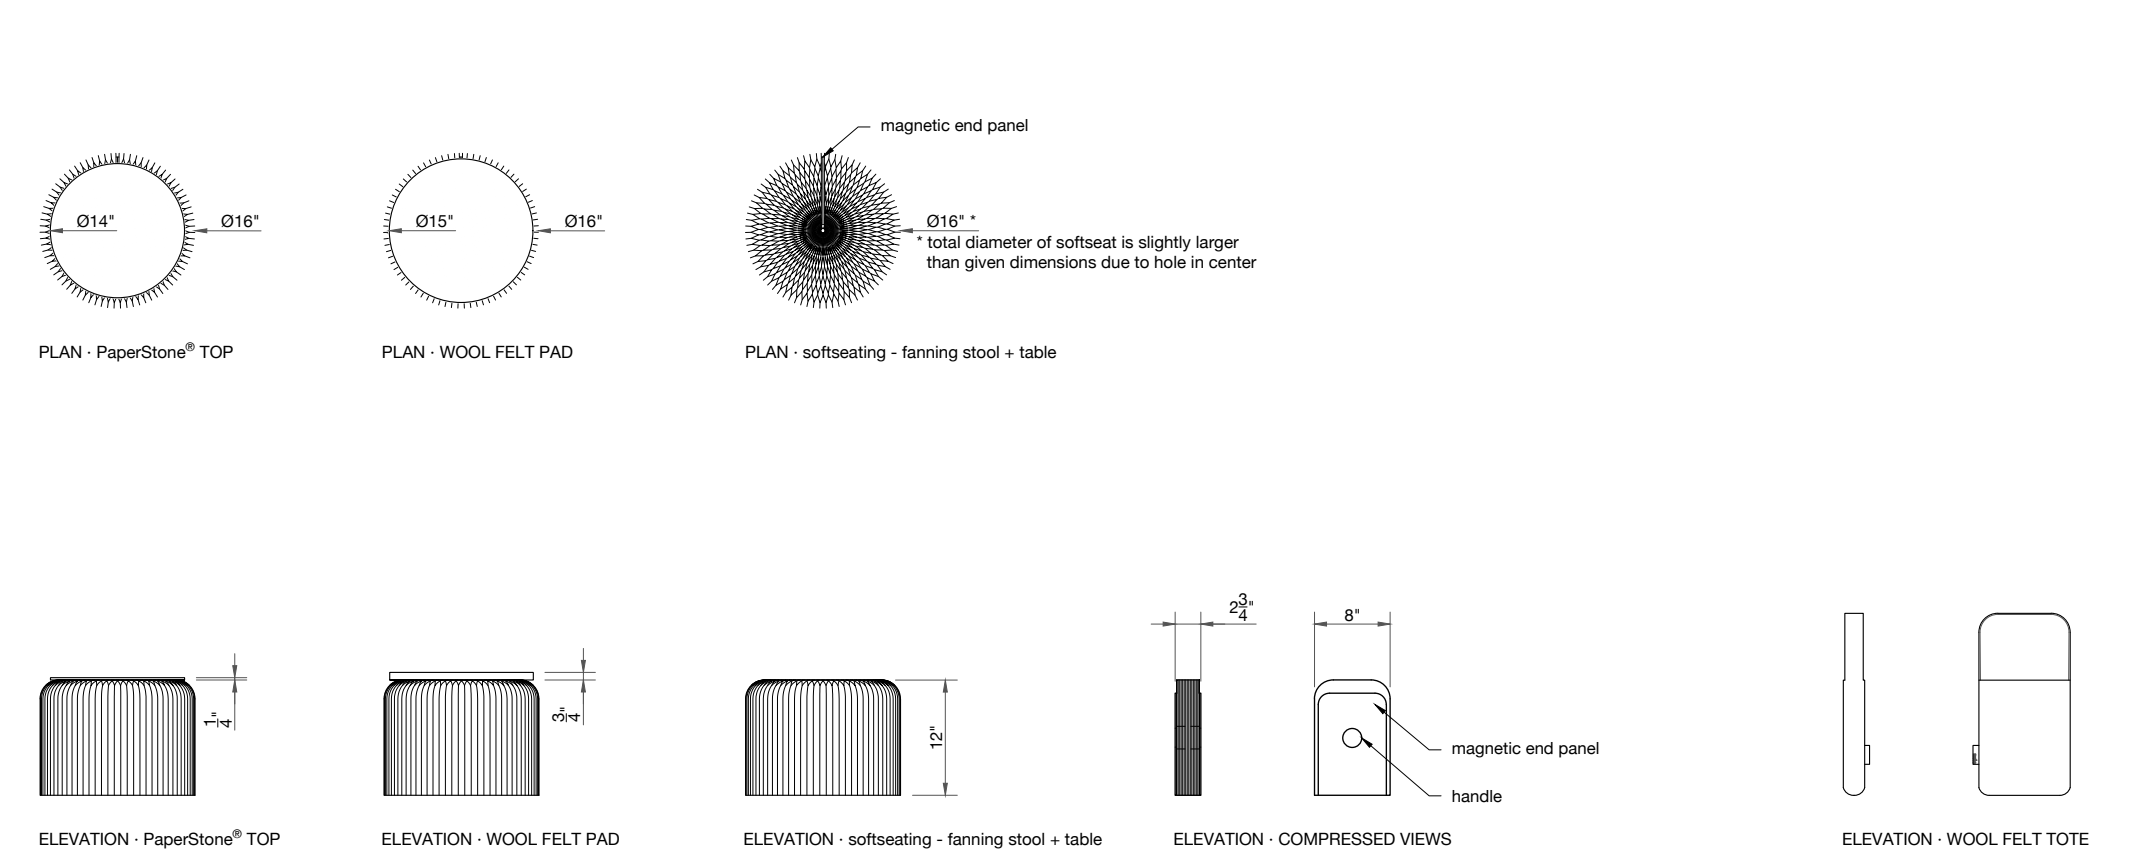 magnetic end panel
Ø14"
Ø16"
Ø15"
Ø16"
Ø16" *
* total diameter of softseat is slightly larger
than given dimensions due to hole in center
PLAN · PaperStone® TOP
PLAN · WOOL FELT PAD
PLAN · softseating - fanning stool + table
1/4"
3/4"
12"
2 3/4"
8"
magnetic end panel
handle
ELEVATION · PaperStone® TOP
ELEVATION · WOOL FELT PAD
ELEVATION · softseating - fanning stool + table
ELEVATION · COMPRESSED VIEWS
ELEVATION · WOOL FELT TOTE